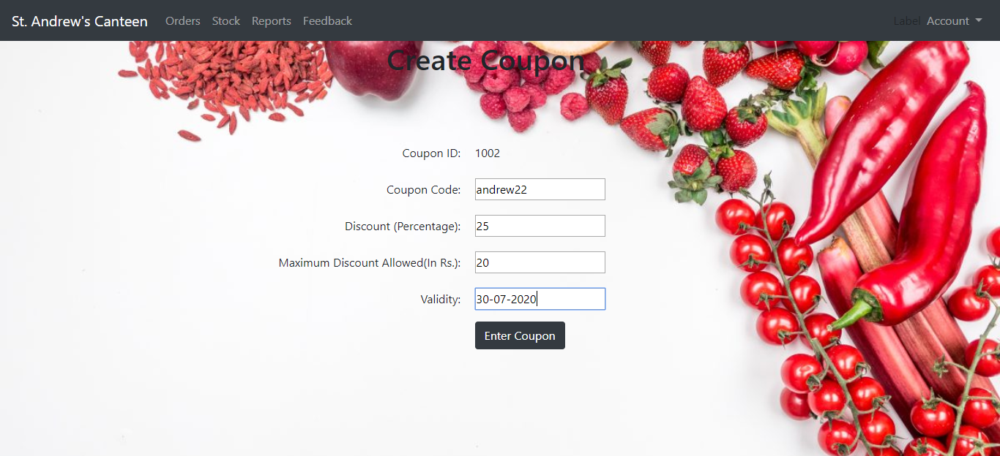 St. Andrew's Canteen Orders Stock Reports Feedback Label Account
Create Coupon
Coupon ID: 1002
Coupon Code: andrew22
Discount (Percentage): 25
Maximum Discount Allowed(In Rs.): 20
Validity: 30-07-2020
Enter Coupon